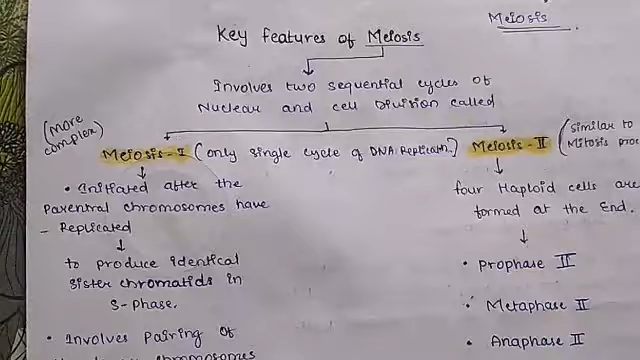 Meiosis
Key features of Meiosis
Involves two sequential cycles of
Nuclear and cell Division called
(more complex)
Meiosis-I (only single cycle of DNA Replicatn.)
Meiosis-II
(similar to
Mitosis
• Initiated after the
parental chromosomes have
- Replicated
to produce identical
sister chromatids in
S-Phase.
• Involves pairing of
chromosomes
four Haploid cells are
formed at the End.
• Prophase II
• Metaphase II
• Anaphase II